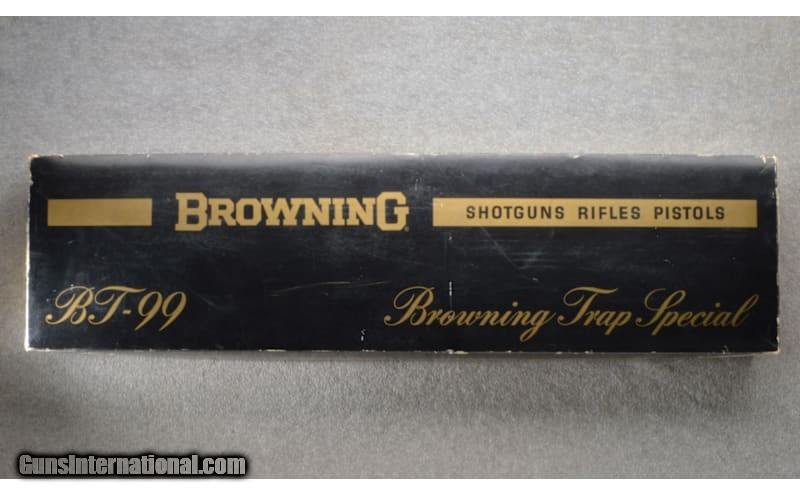 BROWNING SHOTGUNS RIFLES PISTOLS
BT-99 Browning Trap Special
GunsInternational.com